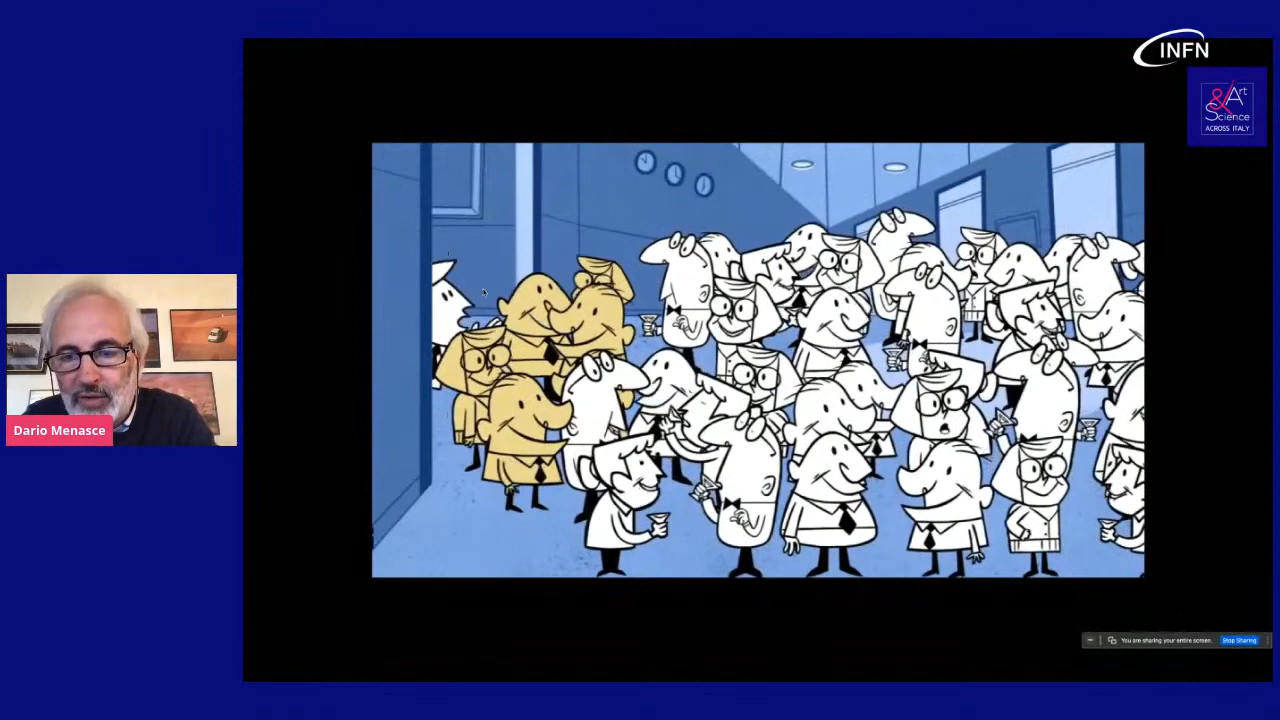 INFN
& Art
Science
ACROSS ITALY
Dario Menasce
You are sharing your entire screen.
Stop Sharing